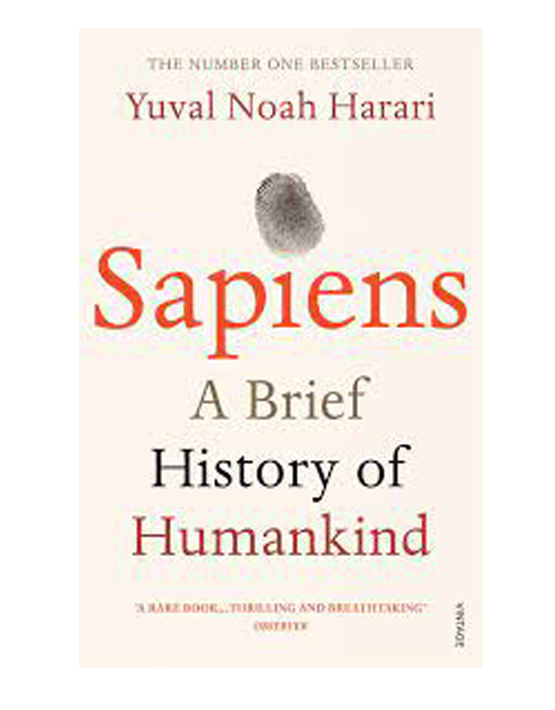 THE NUMBER ONE BESTSELLER
Yuval Noah Harari
Sapiens
A Brief
History of
Humankind
'A RARE BOOK... THRILLING AND BREATHTAKING'
OBSERVER
VINTAGE